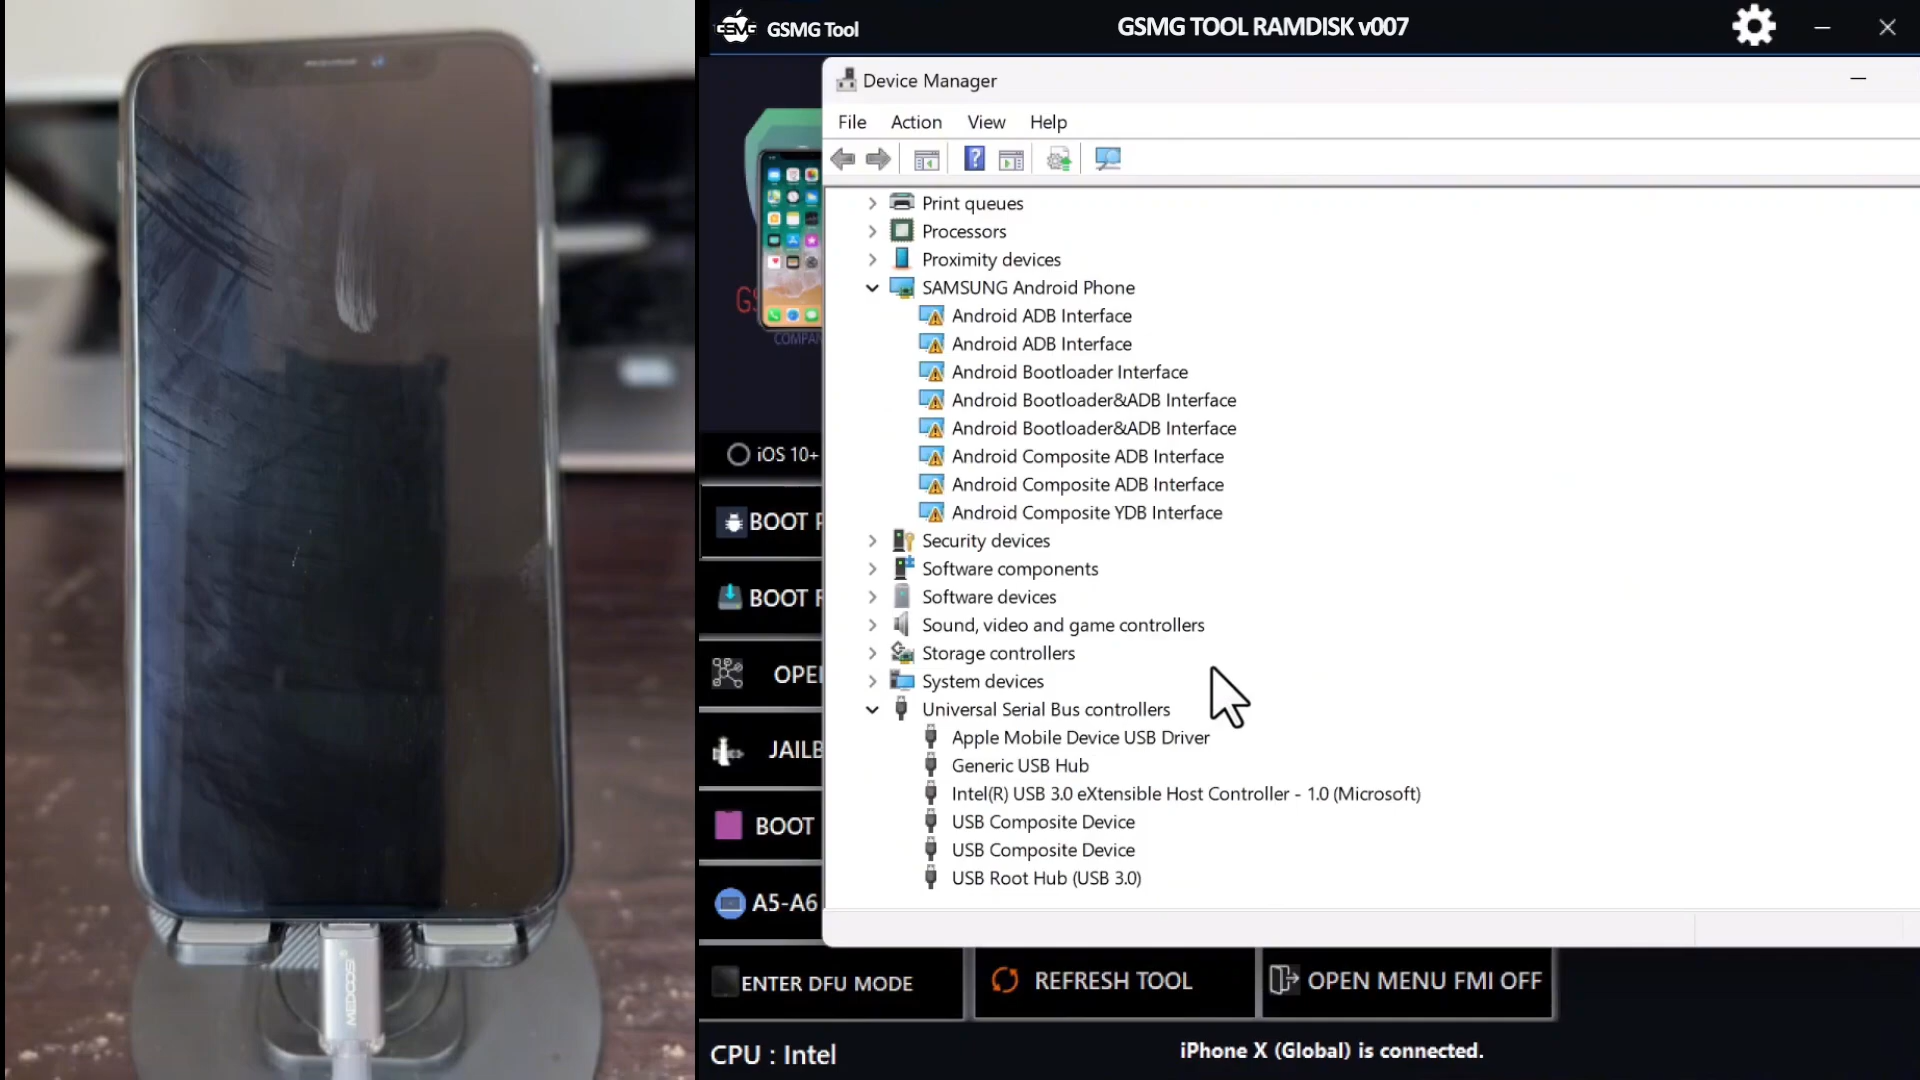 GSMG
GSMG Tool
GSMG TOOL RAMDISK v007
Device Manager
File Action View Help
Print queues
Processors
Proximity devices
SAMSUNG Android Phone
Android ADB Interface
Android ADB Interface
Android Bootloader Interface
Android Bootloader&ADB Interface
Android Bootloader&ADB Interface
Android Composite ADB Interface
Android Composite ADB Interface
Android Composite YDB Interface
Security devices
Software components
Software devices
Sound, video and game controllers
Storage controllers
System devices
Universal Serial Bus controllers
Apple Mobile Device USB Driver
Generic USB Hub
Intel(R) USB 3.0 eXtensible Host Controller - 1.0 (Microsoft)
USB Composite Device
USB Composite Device
USB Root Hub (USB 3.0)
GS
COMPAN
iOS 10+
BOOT
BOOT
OPE
JAILB
BOOT
A5-A6
ENTER DFU MODE
REFRESH TOOL
OPEN MENU FMI OFF
CPU : Intel
iPhone X (Global) is connected.